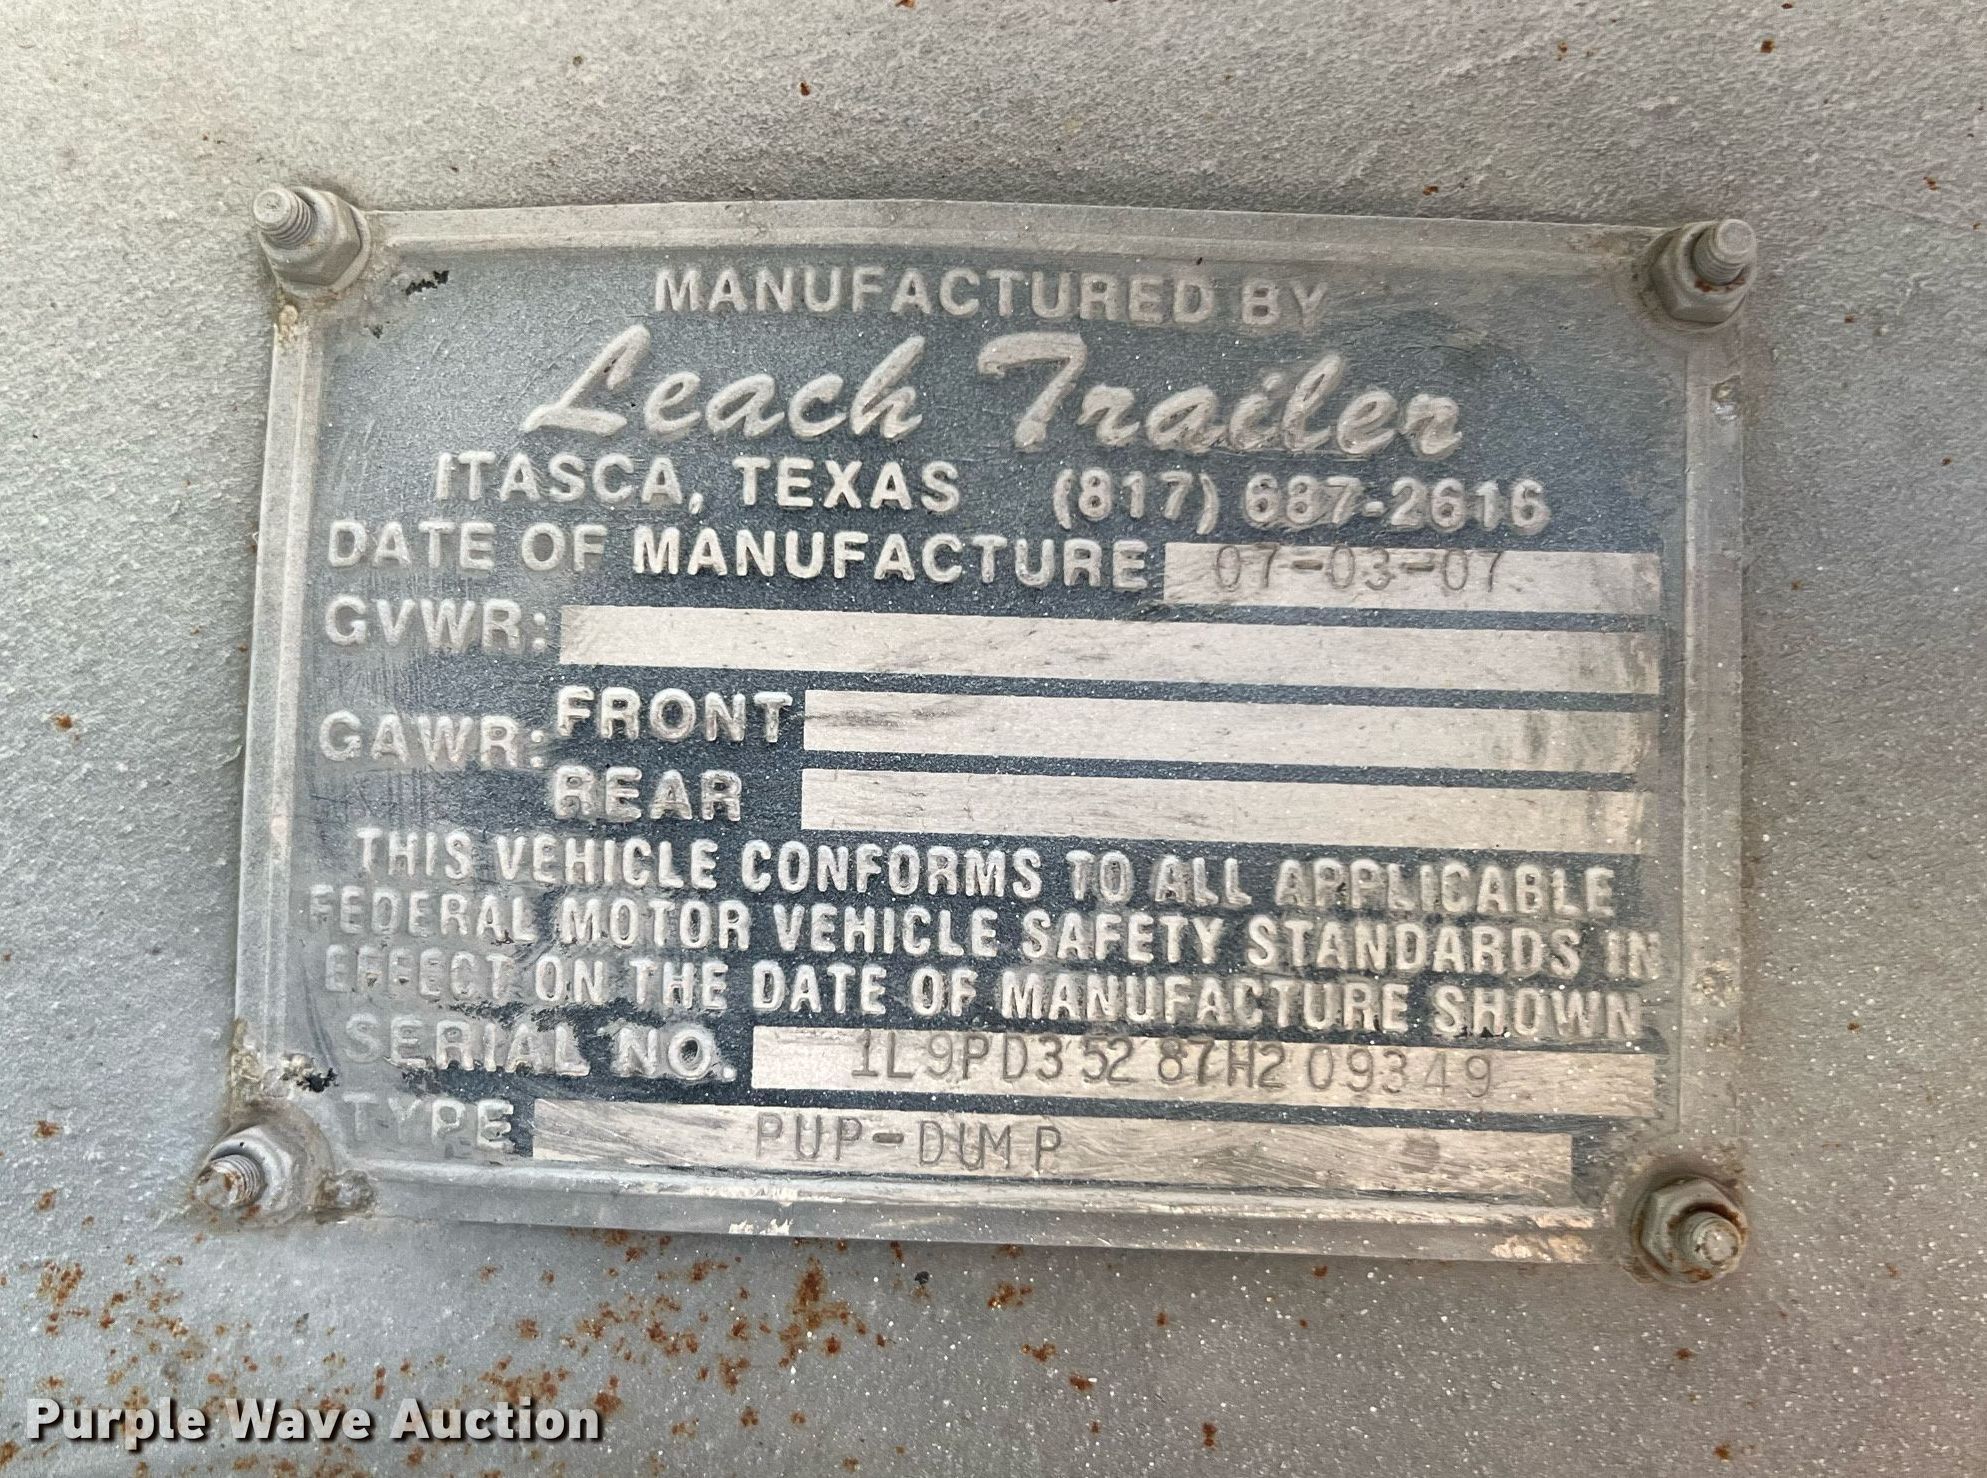 MANUFACTURED BY
Leach Trailer
ITASCA, TEXAS (817) 687-2616
DATE OF MANUFACTURE 07-03-07
GVWR:
GAWR: FRONT
REAR
THIS VEHICLE CONFORMS TO ALL APPLICABLE
FEDERAL MOTOR VEHICLE SAFETY STANDARDS IN
EFFECT ON THE DATE OF MANUFACTURE SHOWN
SERIAL NO. 1L9PD35287H209349
TYPE PUP-DUMP
Purple Wave Auction